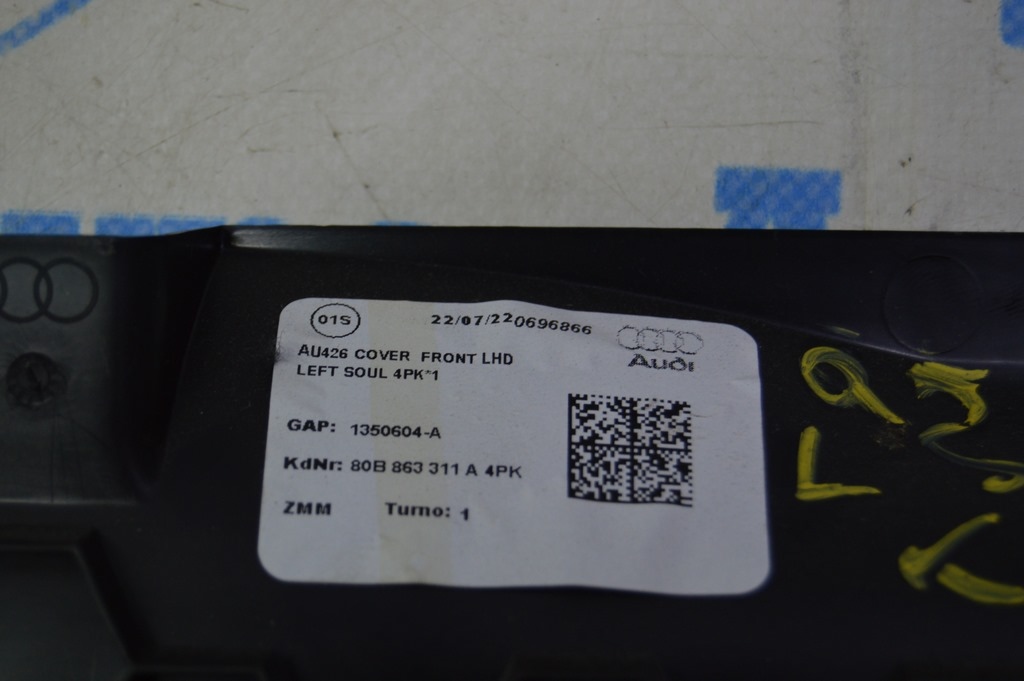 01S
22/07/220696866
Audi
AU426 COVER FRONT LHD
LEFT SOUL 4PK*1
GAP: 1350604-A
KdNr: 80B 863 311 A 4PK
ZMM Turno: 1